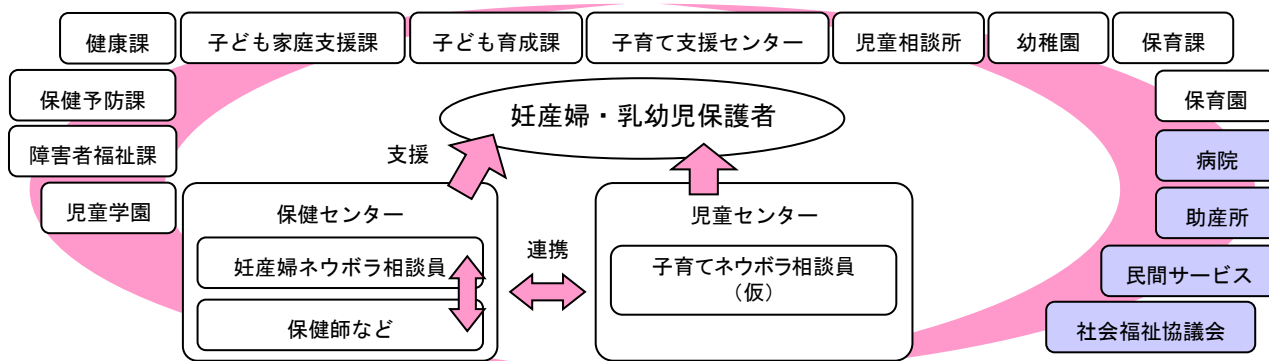 健康課
子ども家庭支援課
子ども育成課
子育て支援センター
児童相談所
幼稚園
保育課
保健予防課
障害者福祉課
児童学園
保育園
病院
助産所
民間サービス
社会福祉協議会
妊産婦・乳幼児保護者
支援
保健センター
妊産婦ネウボラ相談員
保健師など
連携
児童センター
子育てネウボラ相談員
（仮）